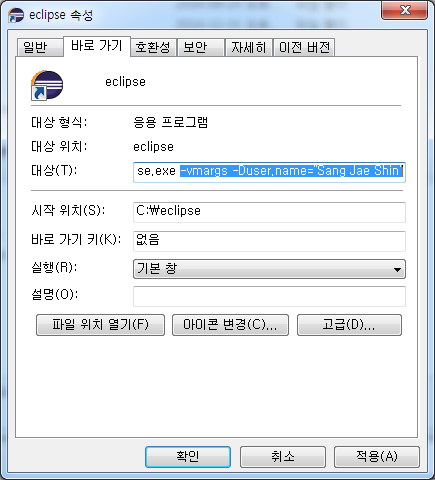 eclipse 속성
일반 바로 가기 호환성 보안 자세히 이전 버전
eclipse
대상 형식: 응용 프로그램
대상 위치: eclipse
대상(T): se.exe -vmargs -Duser.name="Sang Jae Shin"
시작 위치(S): C:\eclipse
바로 가기 키(K): 없음
실행(R): 기본 창
설명(O):
파일 위치 열기(F) 아이콘 변경(C)... 고급(D)...
확인 취소 적용(A)